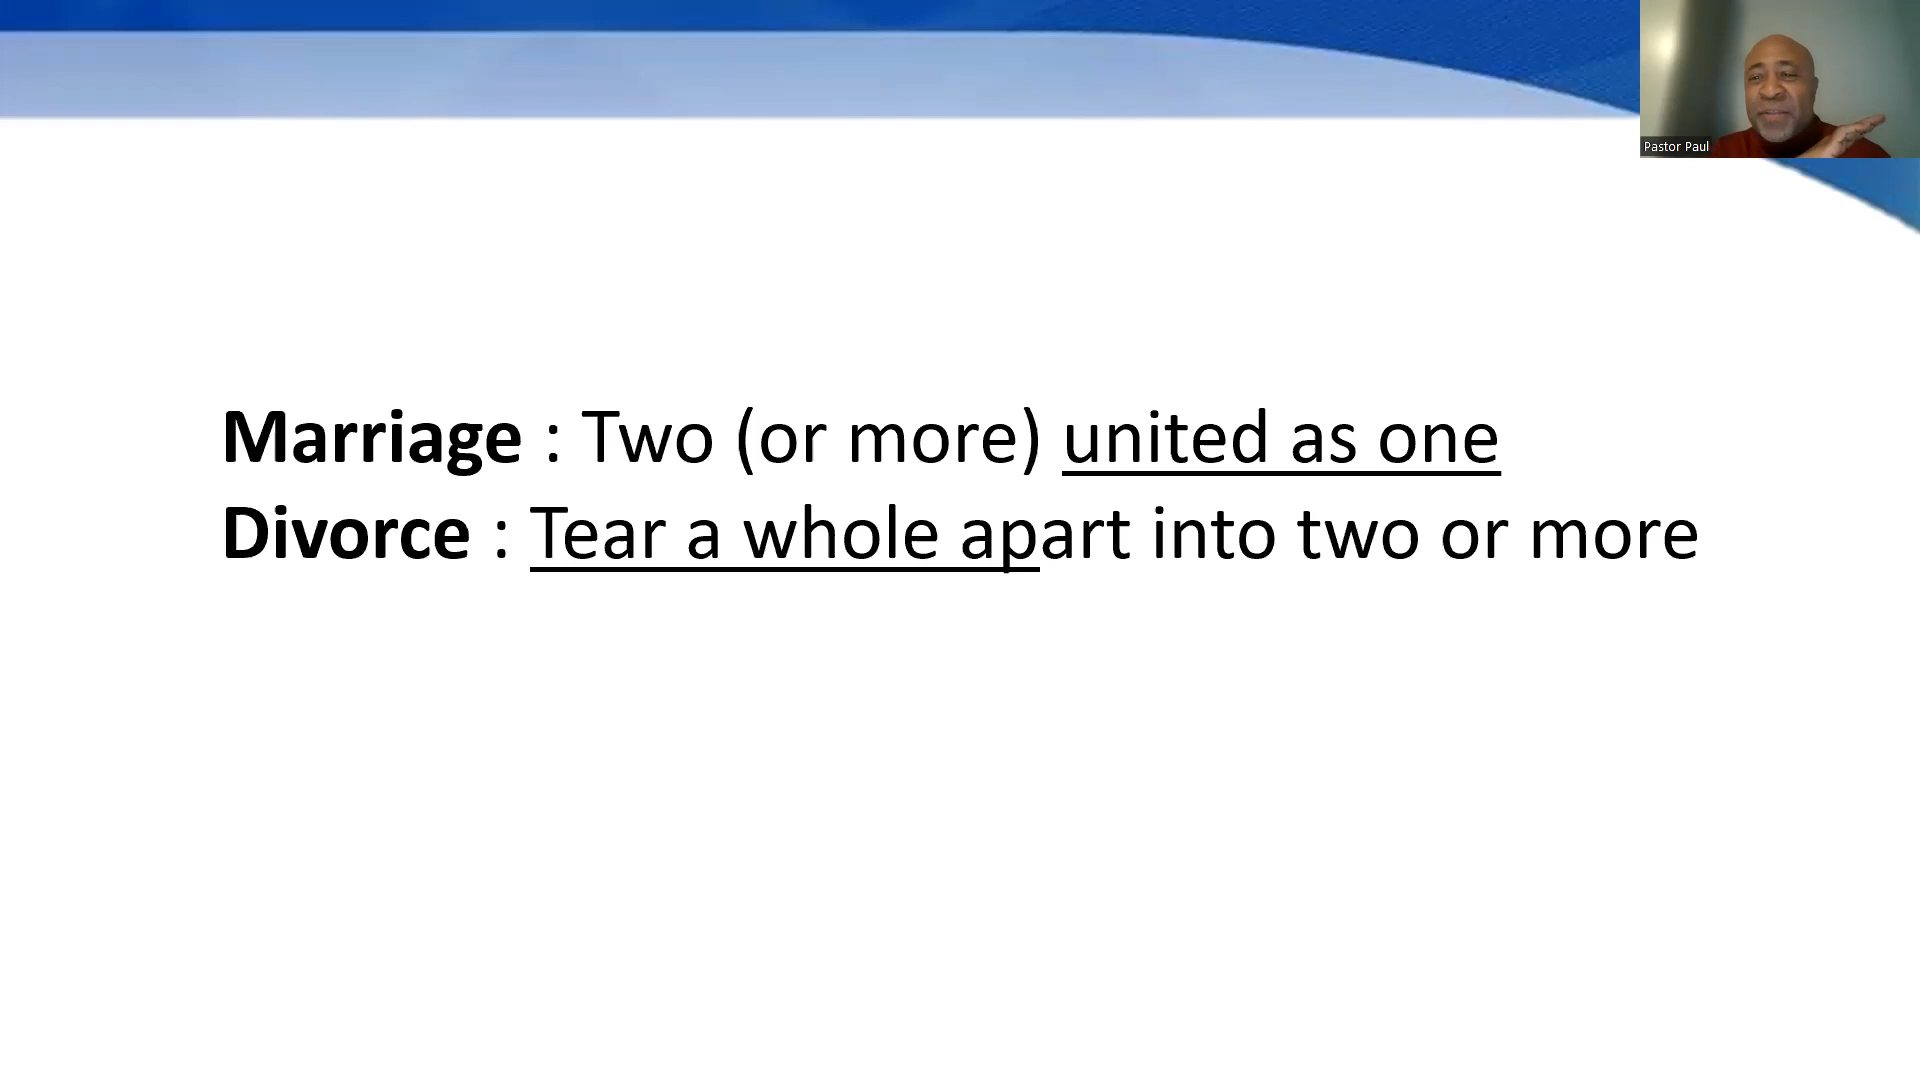 Pastor Paul
Marriage : Two (or more) united as one
Divorce : Tear a whole apart into two or more